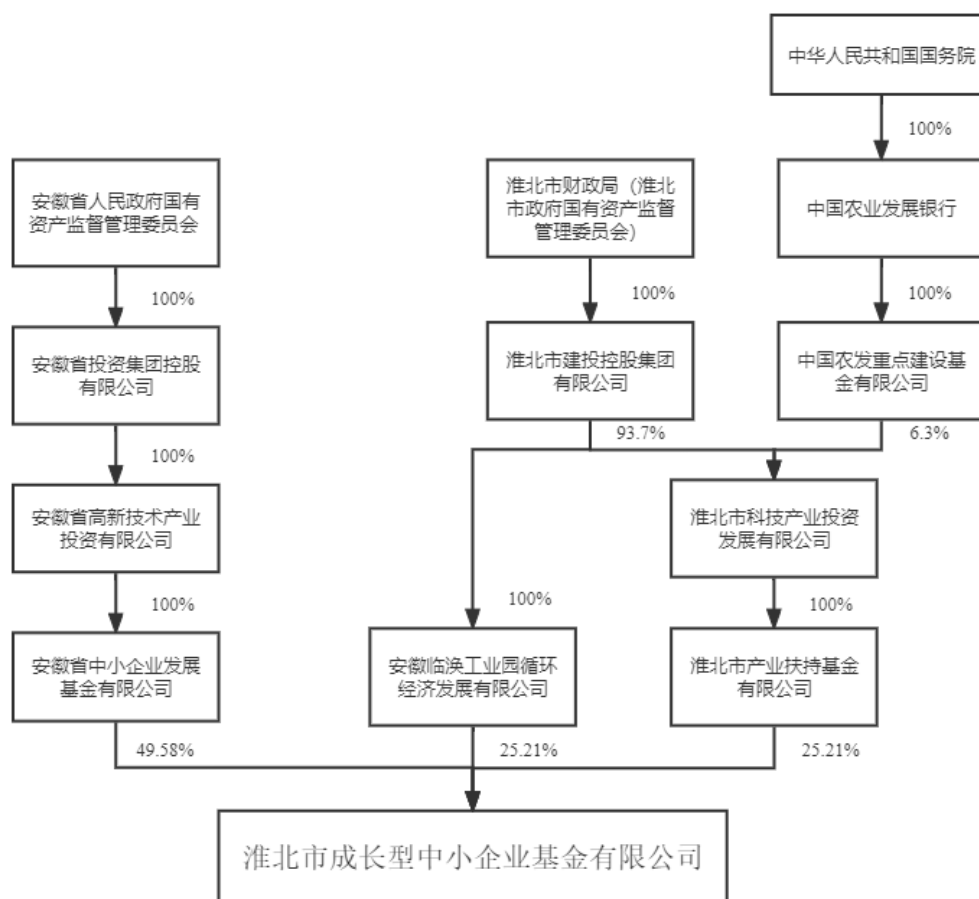 中华人民共和国国务院
100%
安徽省人民政府国有
资产监督管理委员会
淮北市财政局（淮北
市政府国有资产监督
管理委员会）
中国农业发展银行
100%
100%
100%
安徽省投资集团控股
有限公司
淮北市建投控股集团
有限公司
中国农发重点建设基
金有限公司
93.7%
6.3%
100%
安徽省高新技术产业
投资有限公司
淮北市科技产业投资
发展有限公司
100%
100%
100%
安徽省中小企业发展
基金有限公司
安徽临涣工业园循环
经济发展有限公司
淮北市产业扶持基金
有限公司
49.58%
25.21%
25.21%
淮北市成长型中小企业基金有限公司